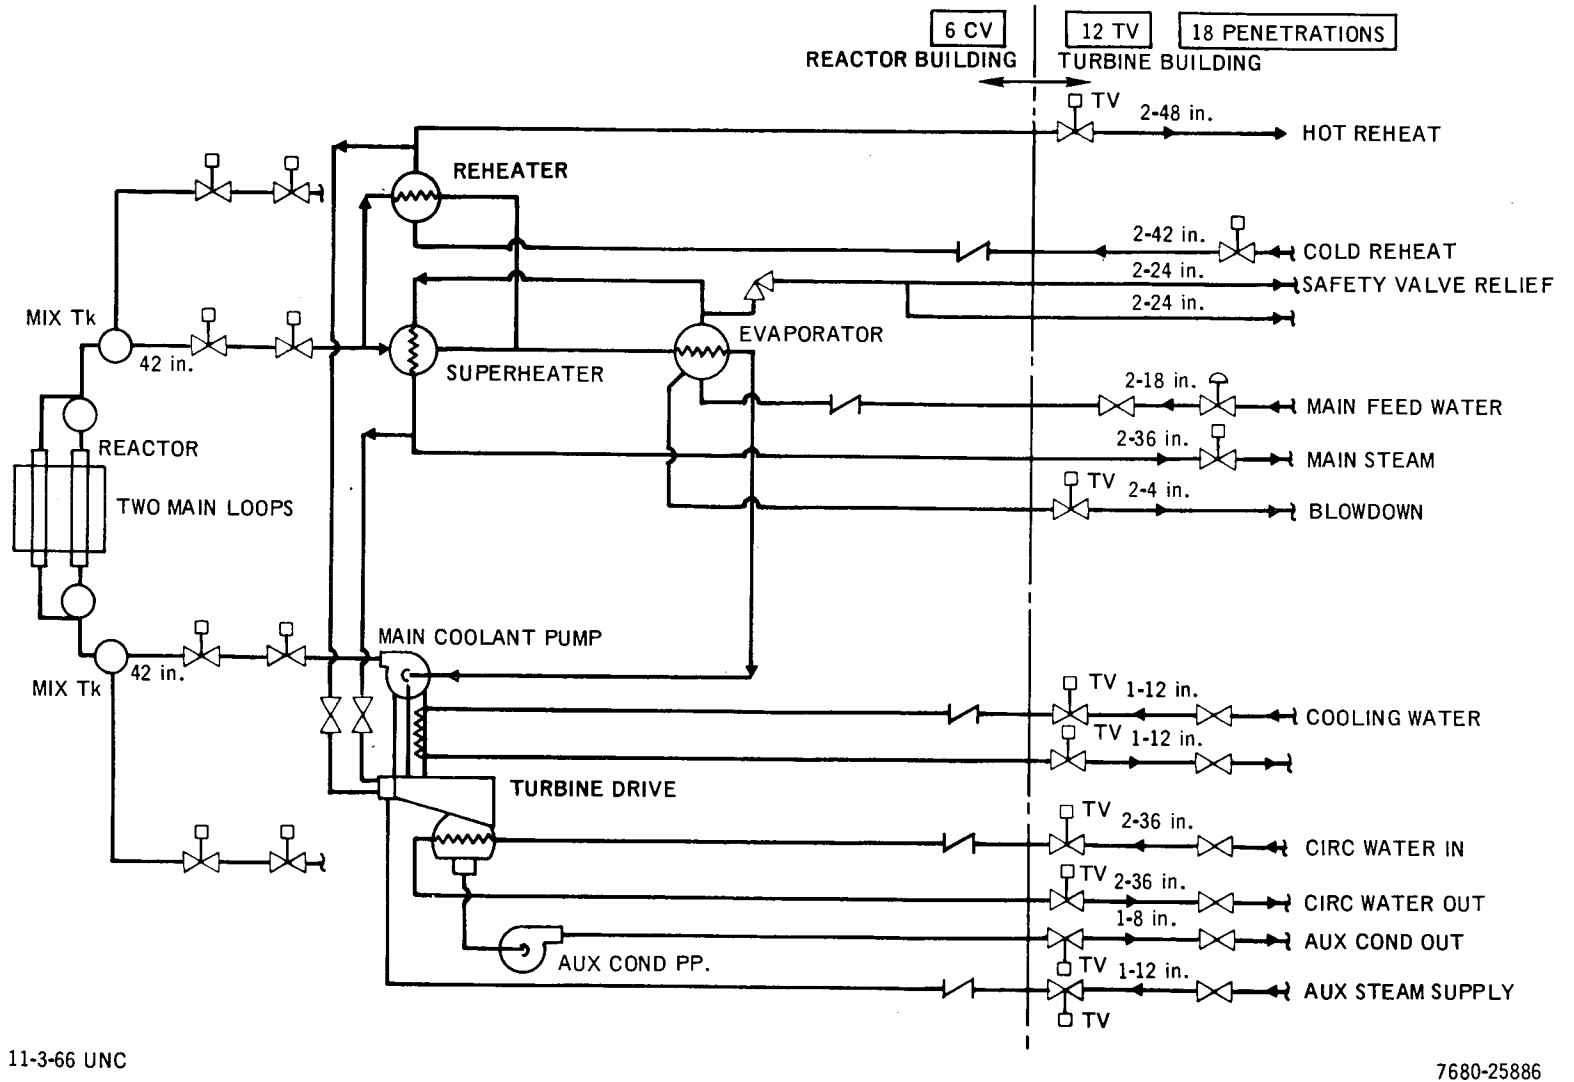 6 CV
12 TV
18 PENETRATIONS
REACTOR BUILDING
TURBINE BUILDING
TV
2-48 in.
HOT REHEAT
REHEATER
2-42 in.
COLD REHEAT
2-24 in.
SAFETY VALVE RELIEF
2-24 in.
MIX Tk
42 in.
EVAPORATOR
SUPERHEATER
2-18 in.
MAIN FEED WATER
REACTOR
2-36 in.
MAIN STEAM
TWO MAIN LOOPS
TV
2-4 in.
BLOWDOWN
MAIN COOLANT PUMP
MIX Tk
42 in.
TV
1-12 in.
COOLING WATER
TV
1-12 in.
TURBINE DRIVE
TV
2-36 in.
CIRC WATER IN
TV
2-36 in.
CIRC WATER OUT
1-8 in.
AUX COND OUT
AUX COND PP.
TV
1-12 in.
AUX STEAM SUPPLY
TV
11-3-66 UNC
7680-25886